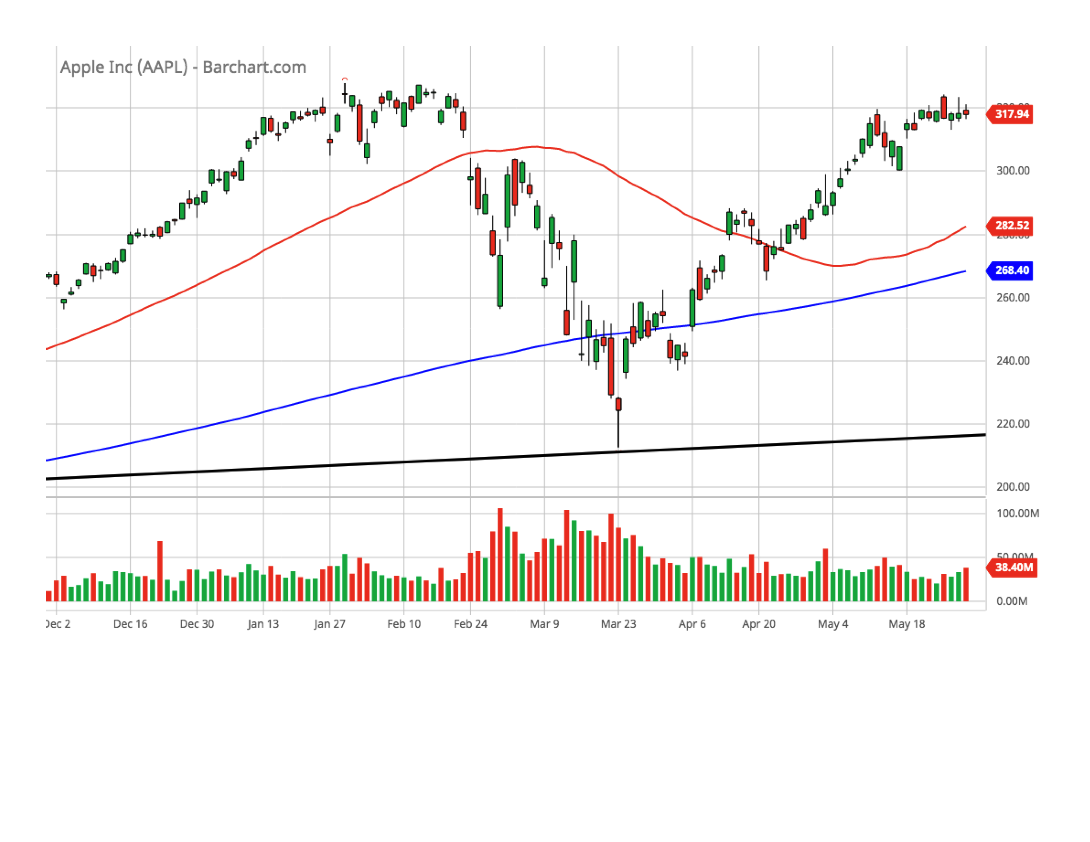 Apple Inc (AAPL) - Barchart.com
317.94
300.00
282.52
268.40
260.00
240.00
220.00
200.00
100.00M
50.00M
38.40M
0.00M
Dec 2 Dec 16 Dec 30 Jan 13 Jan 27 Feb 10 Feb 24 Mar 9 Mar 23 Apr 6 Apr 20 May 4 May 18